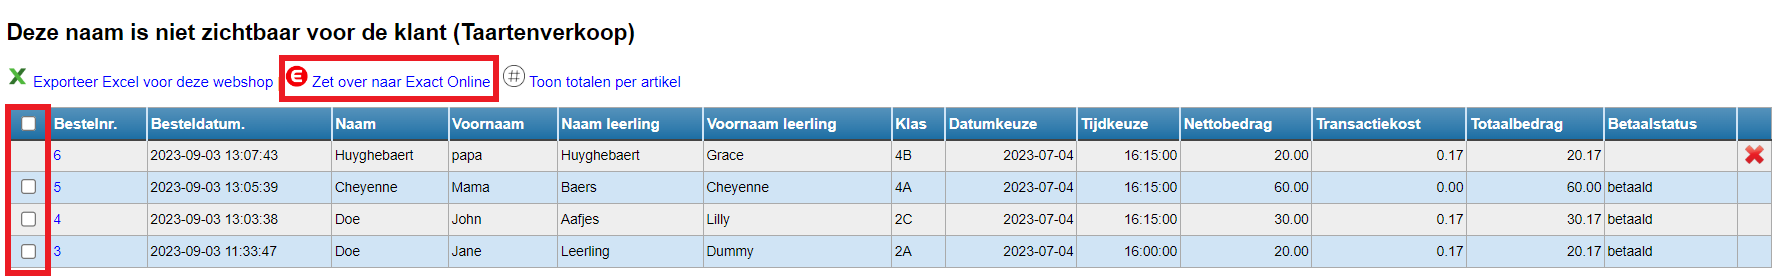 Deze naam is niet zichtbaar voor de klant (Taartenverkoop)
X Exporteer Excel voor deze webshop e Zet over naar Exact Online # Toon totalen per artikel
Bestelnr. Besteldatum. Naam Voornaam Naam leerling Voornaam leerling Klas Datumkeuze Tijdkeuze Nettobedrag Transactiekost Totaalbedrag Betaalstatus
6 2023-09-03 13:07:43 Huyghebaert papa Huyghebaert Grace 4B 2023-07-04 16:15:00 20.00 0.17 20.17
5 2023-09-03 13:05:39 Cheyenne Mama Baers Cheyenne 4A 2023-07-04 16:15:00 60.00 0.00 60.00 betaald
4 2023-09-03 13:03:38 Doe John Aafjes Lilly 2C 2023-07-04 16:15:00 30.00 0.17 30.17 betaald
3 2023-09-03 11:33:47 Doe Jane Leerling Dummy 2A 2023-07-04 16:00:00 20.00 0.17 20.17 betaald